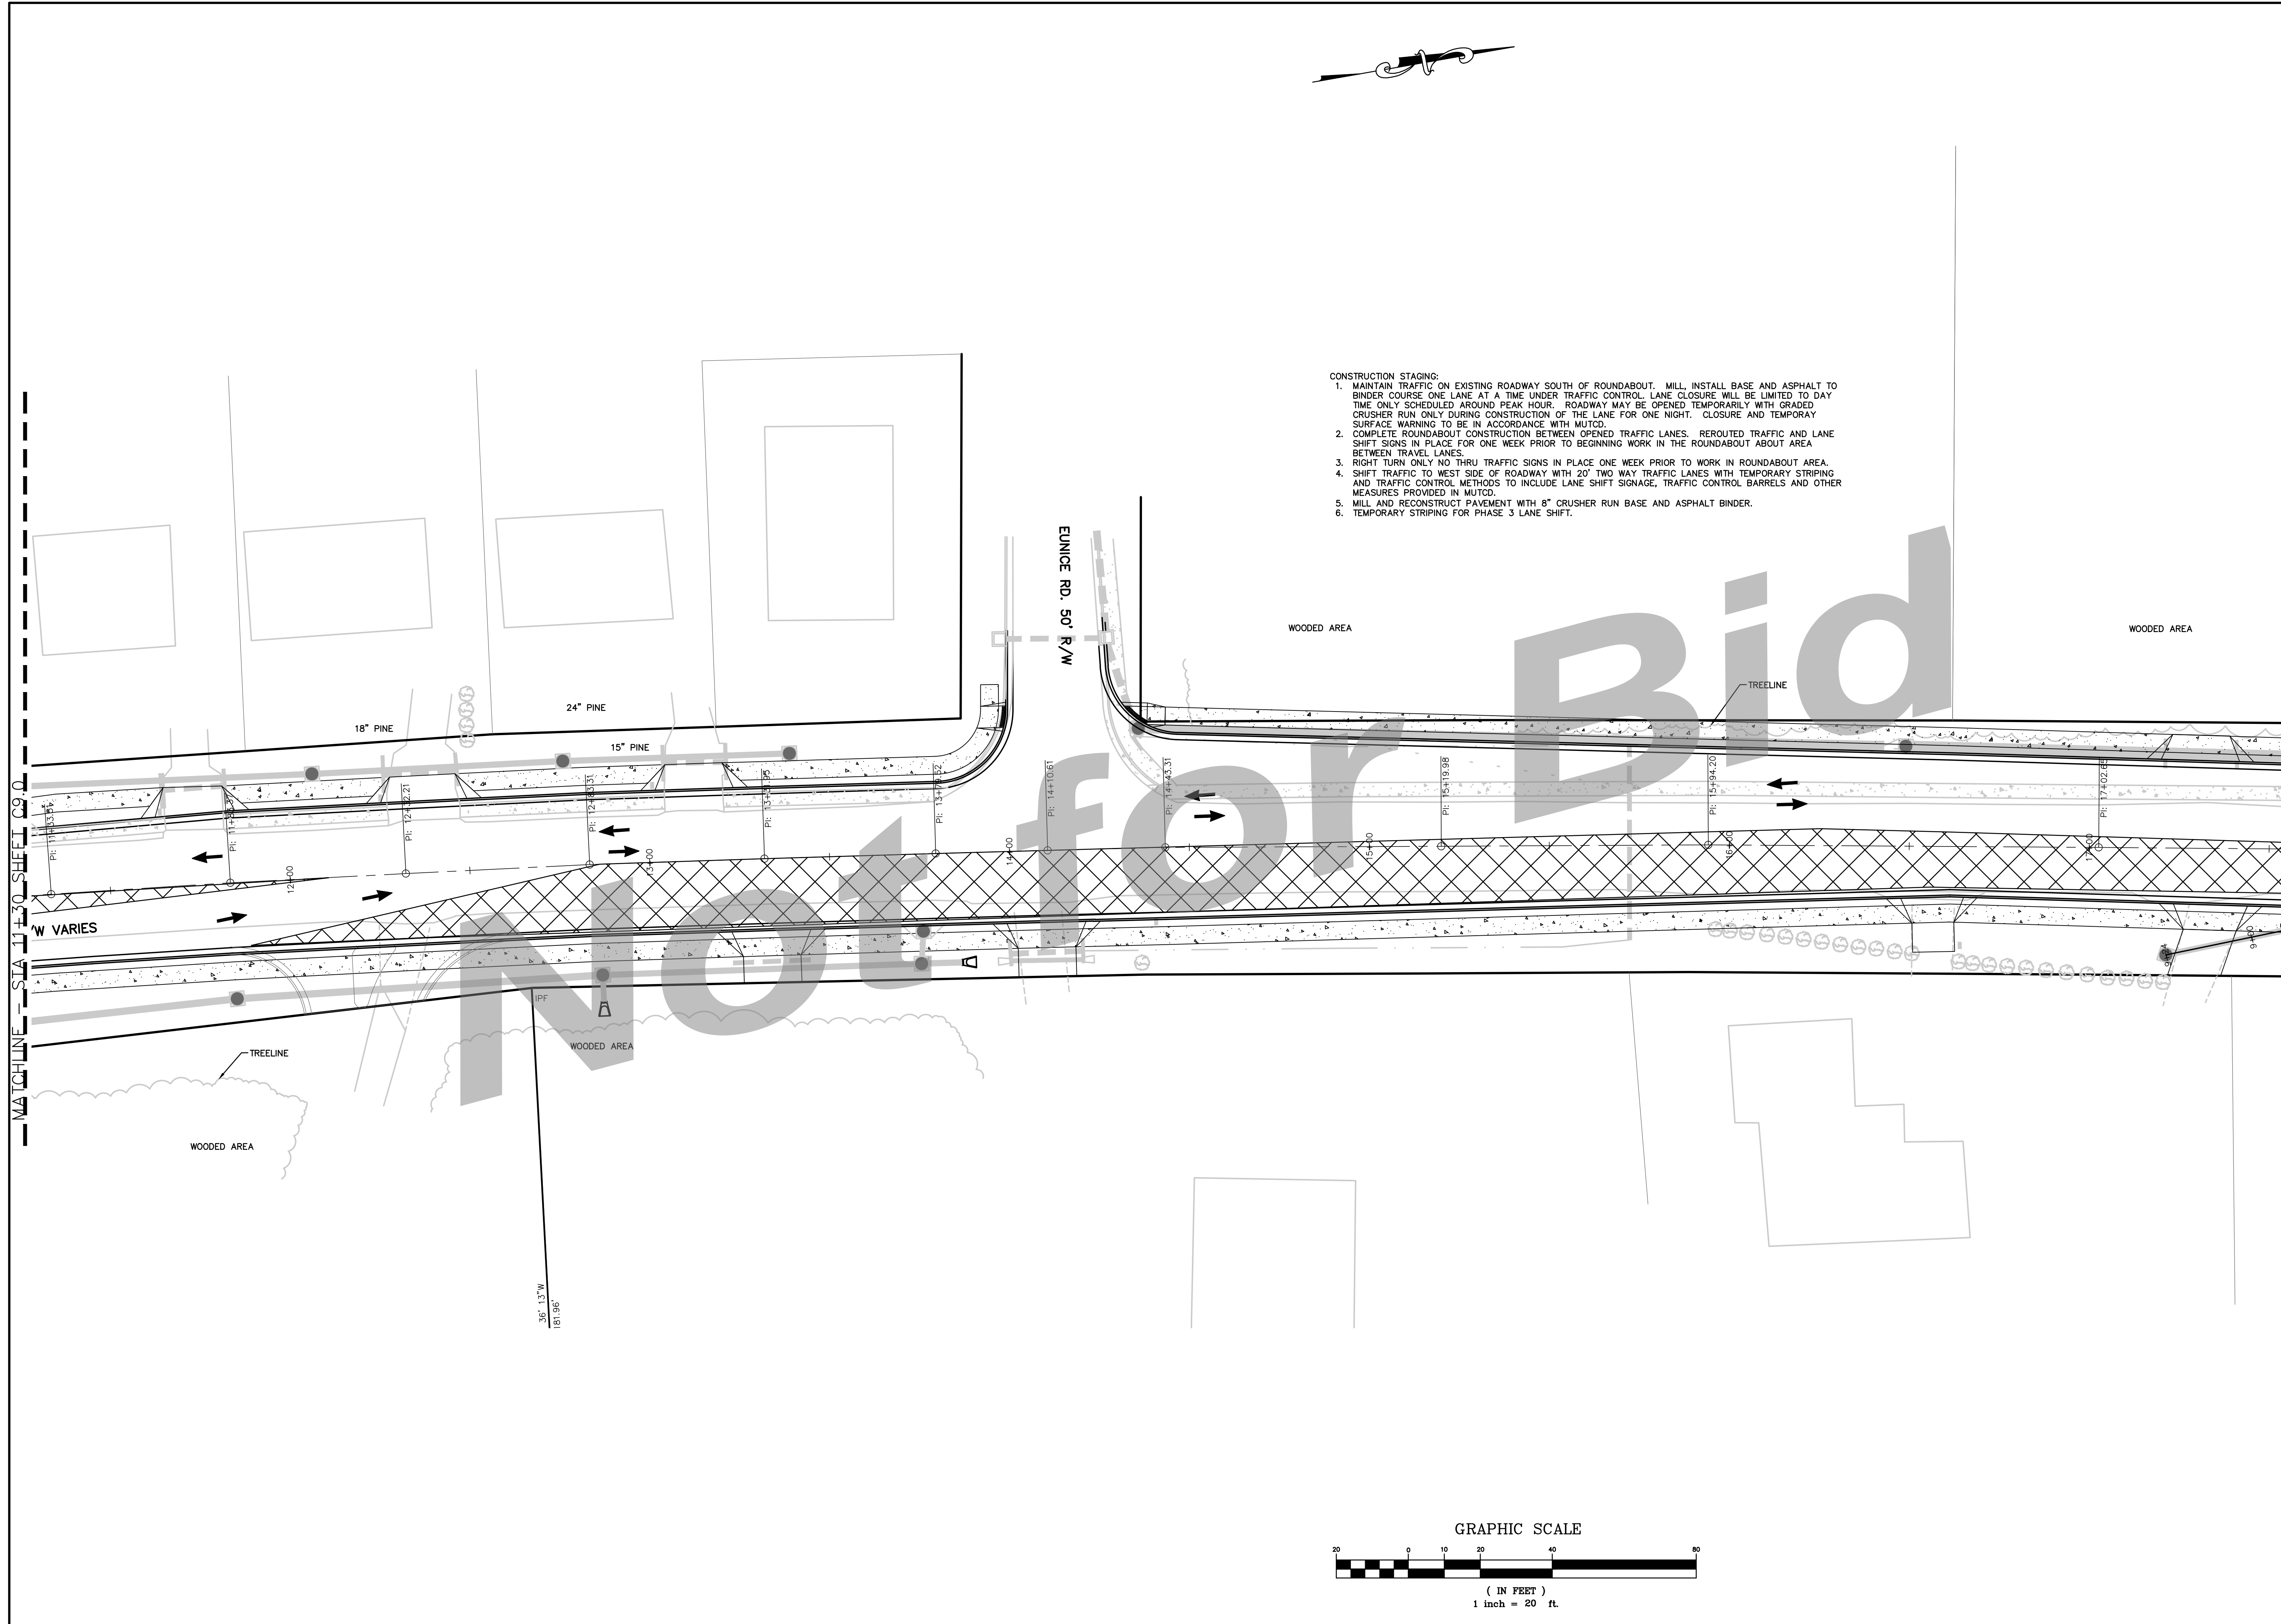 CONSTRUCTION STAGING:
1. MAINTAIN TRAFFIC ON EXISTING ROADWAY SOUTH OF ROUNDABOUT. MILL, INSTALL BASE AND ASPHALT TO
BINDER COURSE ONE LANE AT A TIME UNDER TRAFFIC CONTROL. LANE CLOSURE WILL BE LIMITED TO DAY
TIME ONLY SCHEDULED AROUND PEAK HOUR. ROADWAY MAY BE OPENED TEMPORARILY WITH GRADED
CRUSHER RUN ONLY DURING CONSTRUCTION OF THE LANE FOR ONE NIGHT. CLOSURE AND TEMPORAY
SURFACE WARNING TO BE IN ACCORDANCE WITH MUTCD.
2. COMPLETE ROUNDABOUT CONSTRUCTION BETWEEN OPENED TRAFFIC LANES. REROUTED TRAFFIC AND LANE
SHIFT SIGNS IN PLACE FOR ONE WEEK PRIOR TO BEGINNING WORK IN THE ROUNDABOUT ABOUT AREA
BETWEEN TRAVEL LANES.
3. RIGHT TURN ONLY NO THRU TRAFFIC SIGNS IN PLACE ONE WEEK PRIOR TO WORK IN ROUNDABOUT AREA.
4. SHIFT TRAFFIC TO WEST SIDE OF ROADWAY WITH 20' TWO WAY TRAFFIC LANES WITH TEMPORARY STRIPING
AND TRAFFIC CONTROL METHODS TO INCLUDE LANE SHIFT SIGNAGE, TRAFFIC CONTROL BARRELS AND OTHER
MEASURES PROVIDED IN MUTCD.
5. MILL AND RECONSTRUCT PAVEMENT WITH 8" CRUSHER RUN BASE AND ASPHALT BINDER.
6. TEMPORARY STRIPING FOR PHASE 3 LANE SHIFT.
EUNICE RD. 50' R/W
WOODED AREA
WOODED AREA
TREELINE
24" PINE
18" PINE
15" PINE
MATCHLINE - STA 11+30 SHEET C9.0
PI: 12+32.21
PI: 12+83.31
PI: 13+79.52
PI: 14+10.61
PI: 14+43.31
PI: 15+19.98
PI: 15+94.20
PI: 17+02.65
12+00
13+00
14+00
15+00
16+00
17+00
'W VARIES
9+00
IPF
WOODED AREA
TREELINE
WOODED AREA
36' 13"W
181.96'
Not for Bid
GRAPHIC SCALE
20 0 10 20 40 80
( IN FEET )
1 inch = 20 ft.